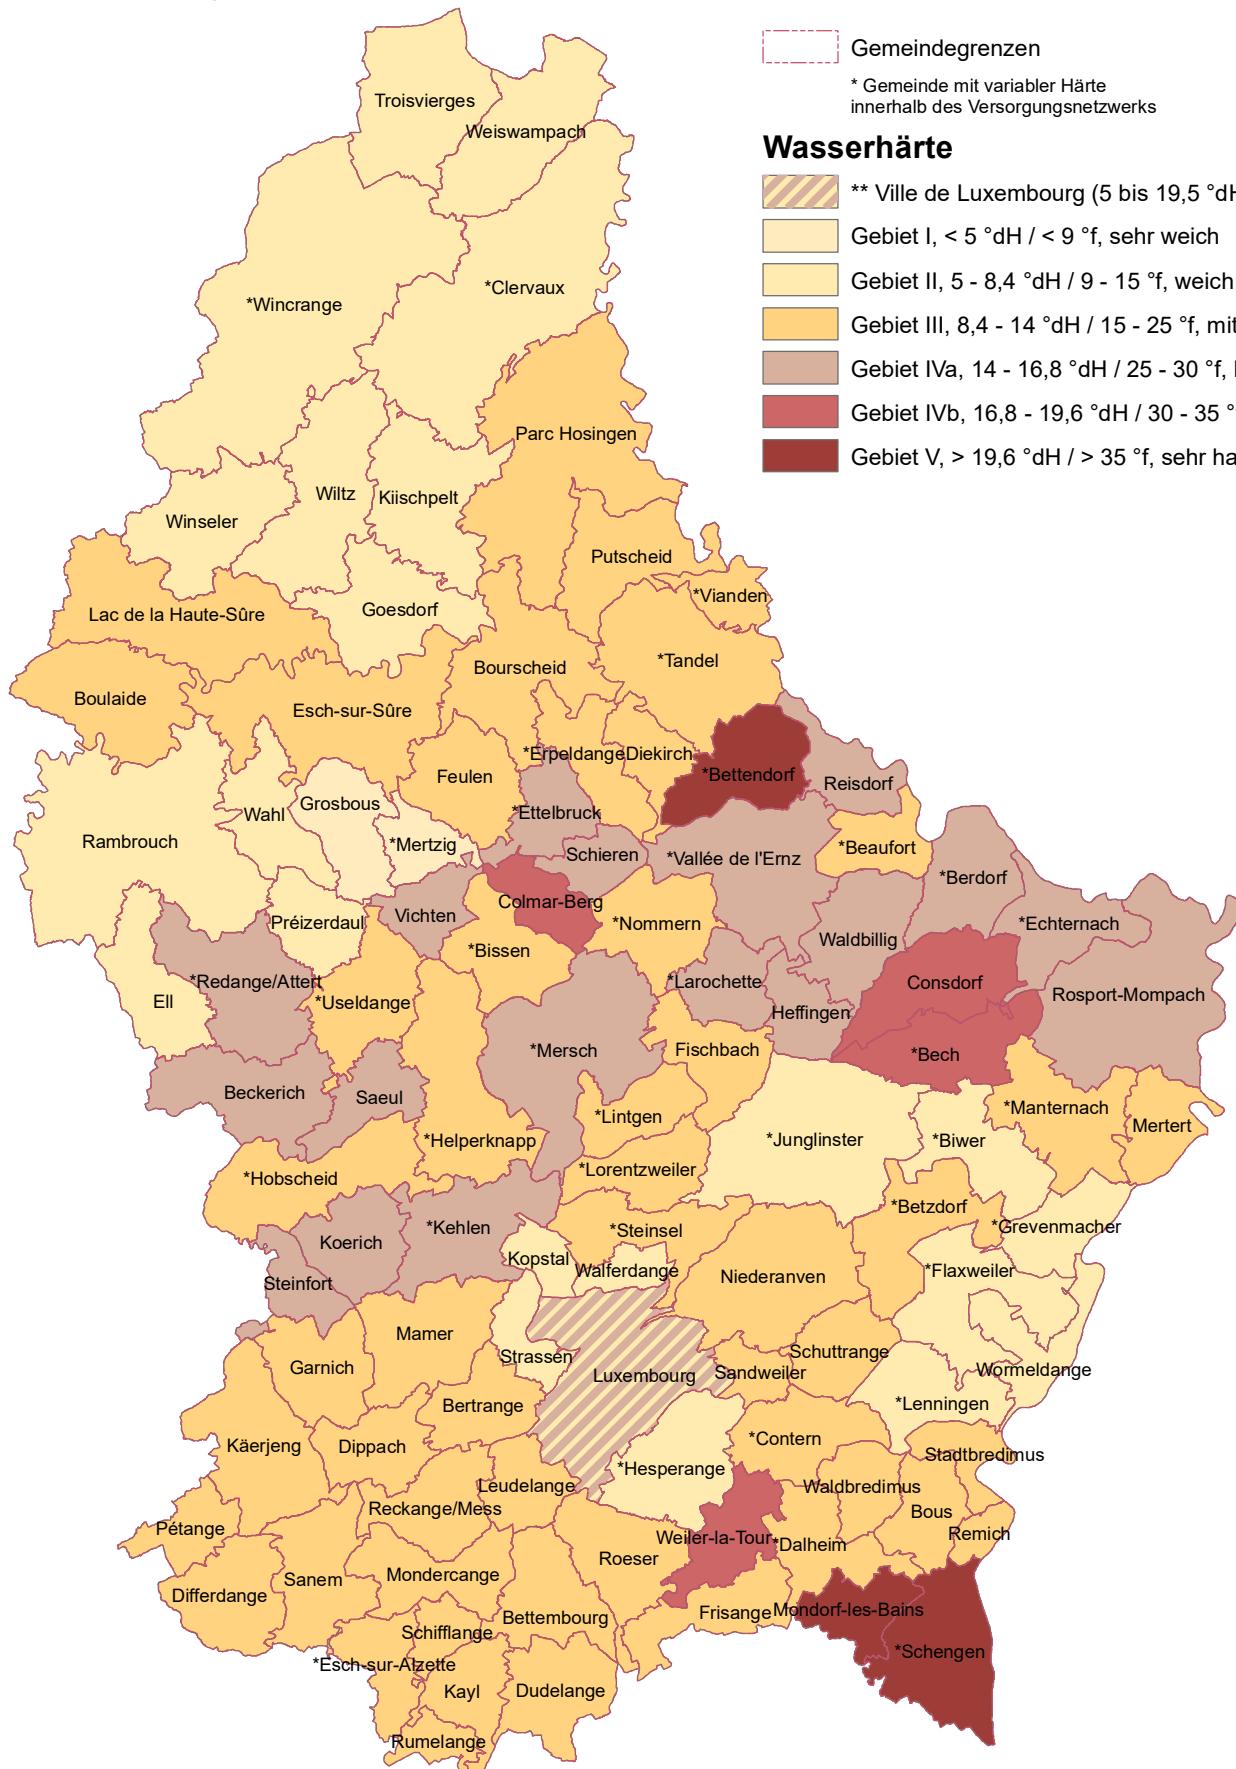 Gemeindegrenzen
* Gemeinde mit variabler Härte
innerhalb des Versorgungsnetzwerks
Wasserhärte
** Ville de Luxembourg (5 bis 19,5 °dH
Gebiet I, < 5 °dH / < 9 °f, sehr weich
Gebiet II, 5 - 8,4 °dH / 9 - 15 °f, weich
Gebiet III, 8,4 - 14 °dH / 15 - 25 °f, mit
Gebiet IVa, 14 - 16,8 °dH / 25 - 30 °f,
Gebiet IVb, 16,8 - 19,6 °dH / 30 - 35 °
Gebiet V, > 19,6 °dH / > 35 °f, sehr ha
Troisvierges
Weiswampach
*Clervaux
*Wincrange
Parc Hosingen
Wiltz
Kiischpelt
Winseler
Putscheid
*Vianden
Goesdorf
Lac de la Haute-Sûre
*Tandel
Bourscheid
Boulaide
Esch-sur-Sûre
*Erpeldange
Diekirch
Feulen
*Bettendorf
Reisdorf
Grosbous
Wahl
*Ettelbruck
Rambrouch
*Mertzig
Schieren
*Vallée de l'Ernz
*Beaufort
*Berdorf
Colmar-Berg
Vichten
Préizerdaul
*Nommern
*Echternach
Waldbillig
*Bissen
*Redange/Attert
*Larochette
Consdorf
Rosport-Mompach
Ell
*Useldange
Heffingen
*Mersch
Fischbach
*Bech
Beckerich
Saeul
*Manternach
*Lintgen
Mertert
*Helperknapp
*Junglinster
*Biwer
*Lorentzweiler
*Hobscheid
*Betzdorf
*Grevenmacher
*Kehlen
*Steinsel
Koerich
Kopstal
Walferdange
*Flaxweiler
Niederanven
Steinfort
Mamer
Schuttrange
Strassen
Garnich
Wormeldange
Sandweiler
Luxembourg
*Lenningen
Bertrange
*Contern
Käerjeng
Dippach
Stadtbredimus
*Hesperange
Leudelange
Waldbredimus
Reckange/Mess
Bous
Pétange
Remich
Weiler-la-Tour
*Dalheim
Roeser
Mondercange
Sanem
Differdange
Mondorf-les-Bains
Frisange
Bettembourg
Schifflange
*Schengen
*Esch-sur-Alzette
Kayl
Dudelange
Rumelange